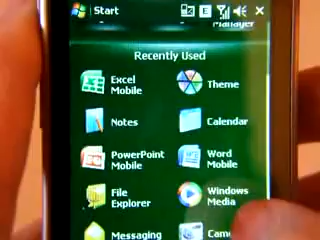 Start
E
Manager
Recently Used
Excel Mobile
Theme
Notes
Calendar
PowerPoint Mobile
Word Mobile
File Explorer
Windows Media
Messaging